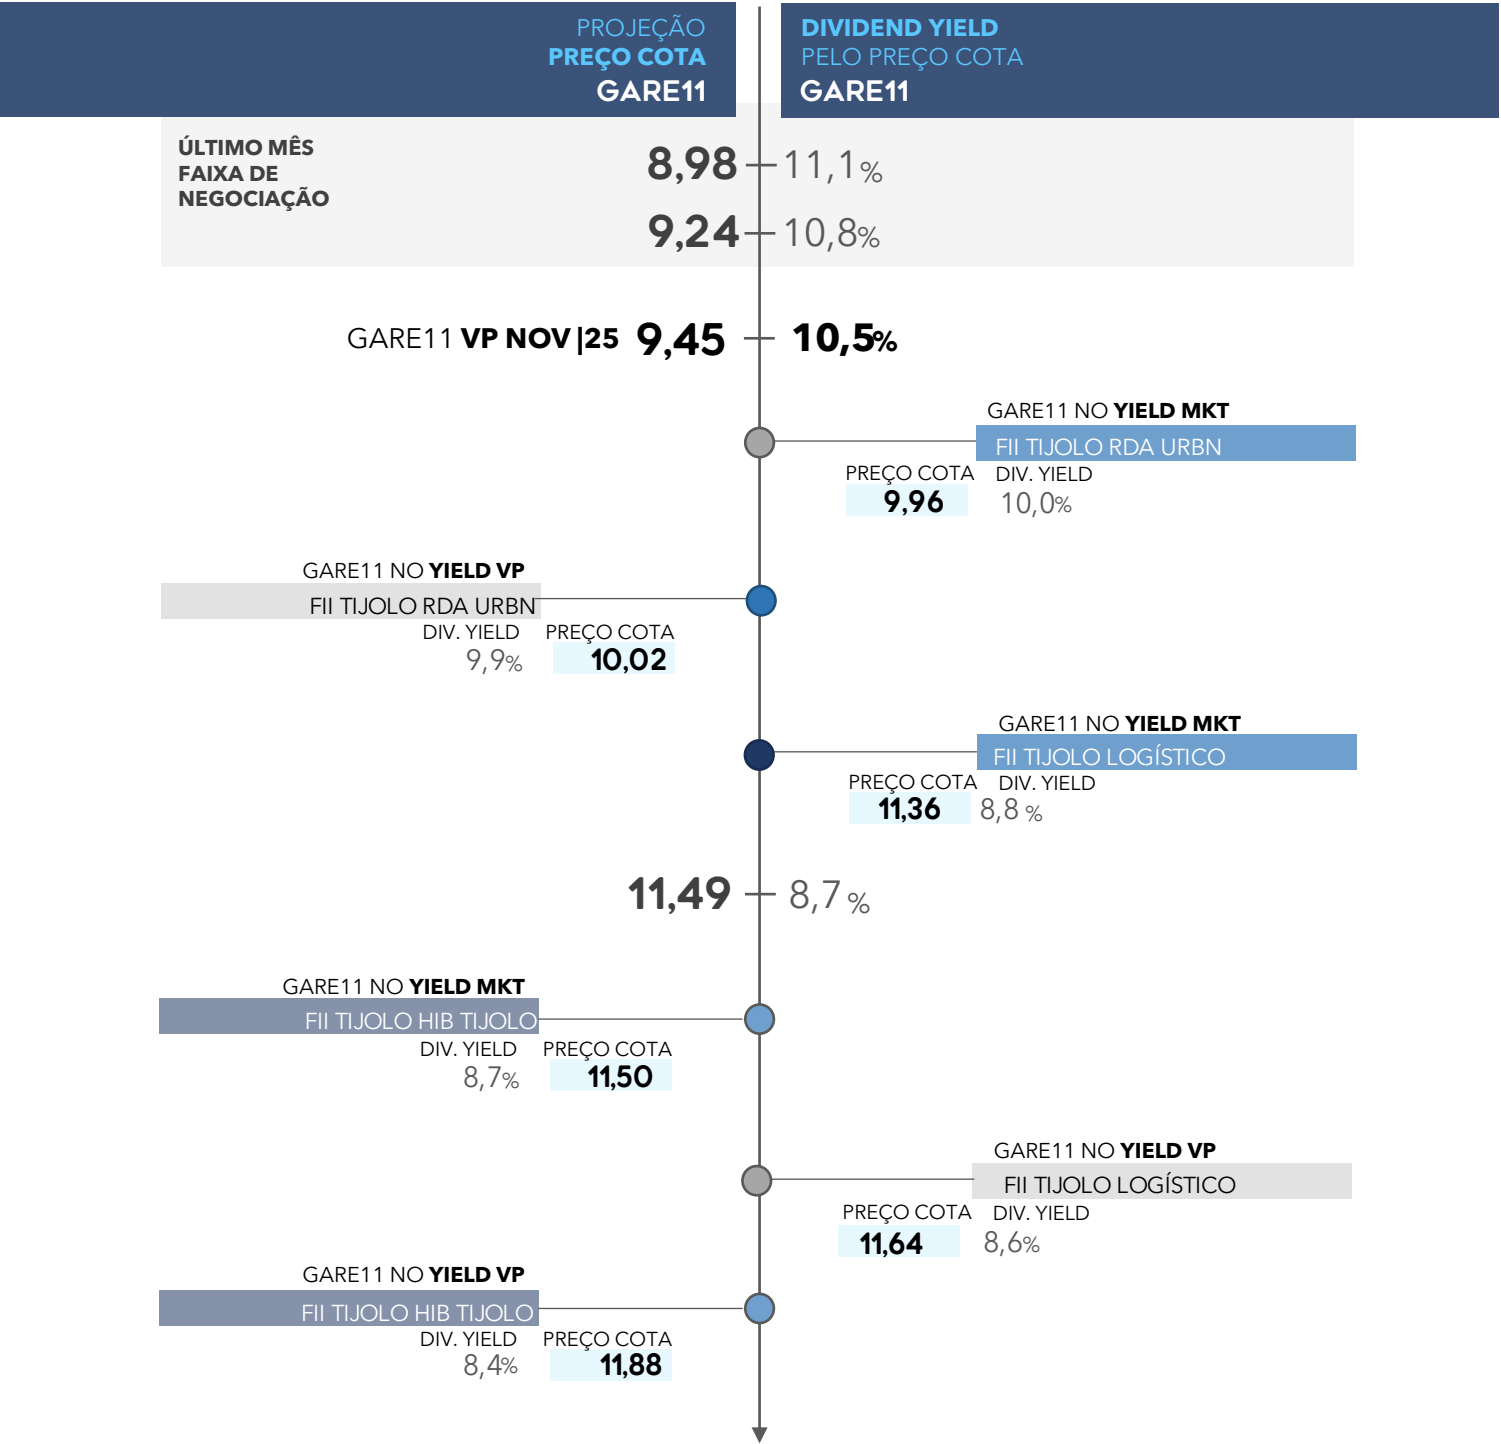 PROJEÇÃO
PREÇO COTA
GARE11
DIVIDEND YIELD
PELO PREÇO COTA
GARE11
ÚLTIMO MÊS
FAIXA DE
NEGOCIAÇÃO
8,98 11,1%
9,24 10,8%
GARE11 VP NOV|25 9,45 10,5%
GARE11 NO YIELD MKT
FII TIJOLO RDA URBN
PREÇO COTA DIV. YIELD
9,96 10,0%
GARE11 NO YIELD VP
FII TIJOLO RDA URBN
DIV. YIELD PREÇO COTA
9,9% 10,02
GARE11 NO YIELD MKT
FII TIJOLO LOGÍSTICO
PREÇO COTA DIV. YIELD
11,36 8,8 %
11,49 8,7 %
GARE11 NO YIELD MKT
FII TIJOLO HIB TIJOLO
DIV. YIELD PREÇO COTA
8,7% 11,50
GARE11 NO YIELD VP
FII TIJOLO LOGÍSTICO
PREÇO COTA DIV. YIELD
11,64 8,6%
GARE11 NO YIELD VP
FII TIJOLO HIB TIJOLO
DIV. YIELD PREÇO COTA
8,4% 11,88